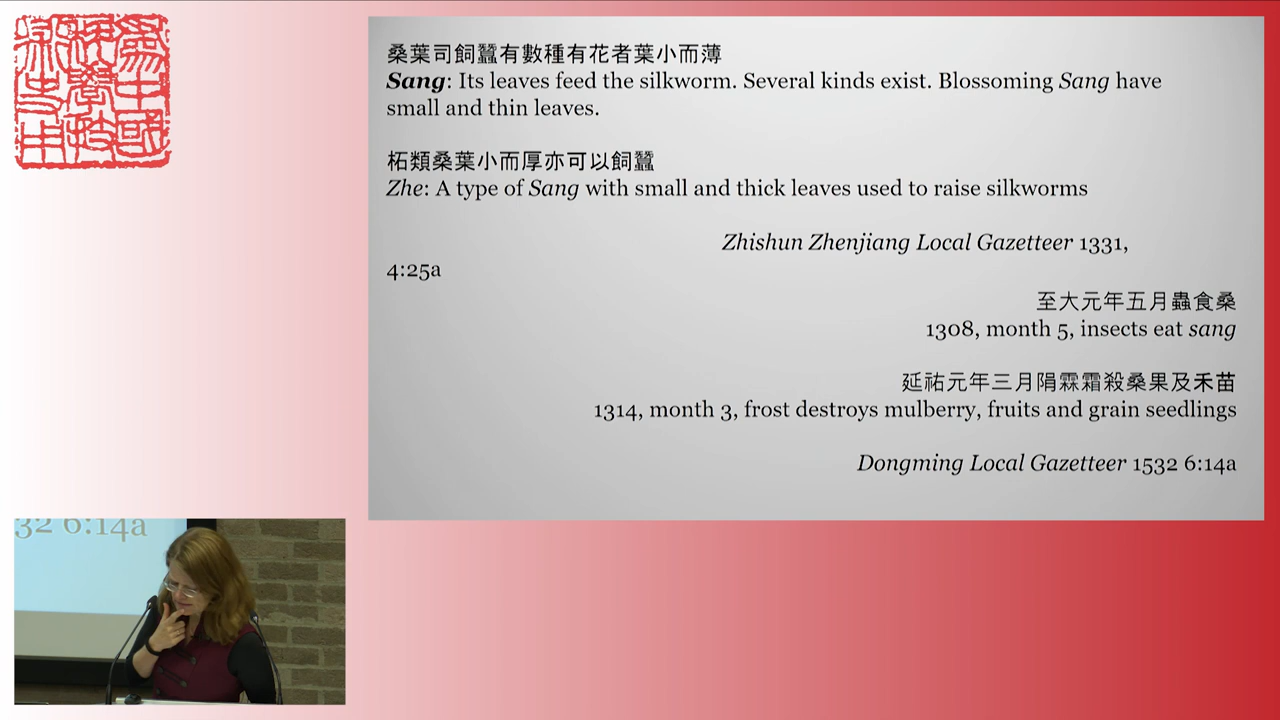 桑葉司飼蠶有數種有花者葉小而薄
Sang: Its leaves feed the silkworm. Several kinds exist. Blossoming Sang have
small and thin leaves.
柘類桑葉小而厚亦可以飼蠶
Zhe: A type of Sang with small and thick leaves used to raise silkworms
Zhishun Zhenjiang Local Gazetteer 1331,
4:25a
至大元年五月蟲食桑
1308, month 5, insects eat sang
延祐元年三月隕霖霜殺桑果及禾苗
1314, month 3, frost destroys mulberry, fruits and grain seedlings
Dongming Local Gazetteer 1532 6:14a
32 6:14a